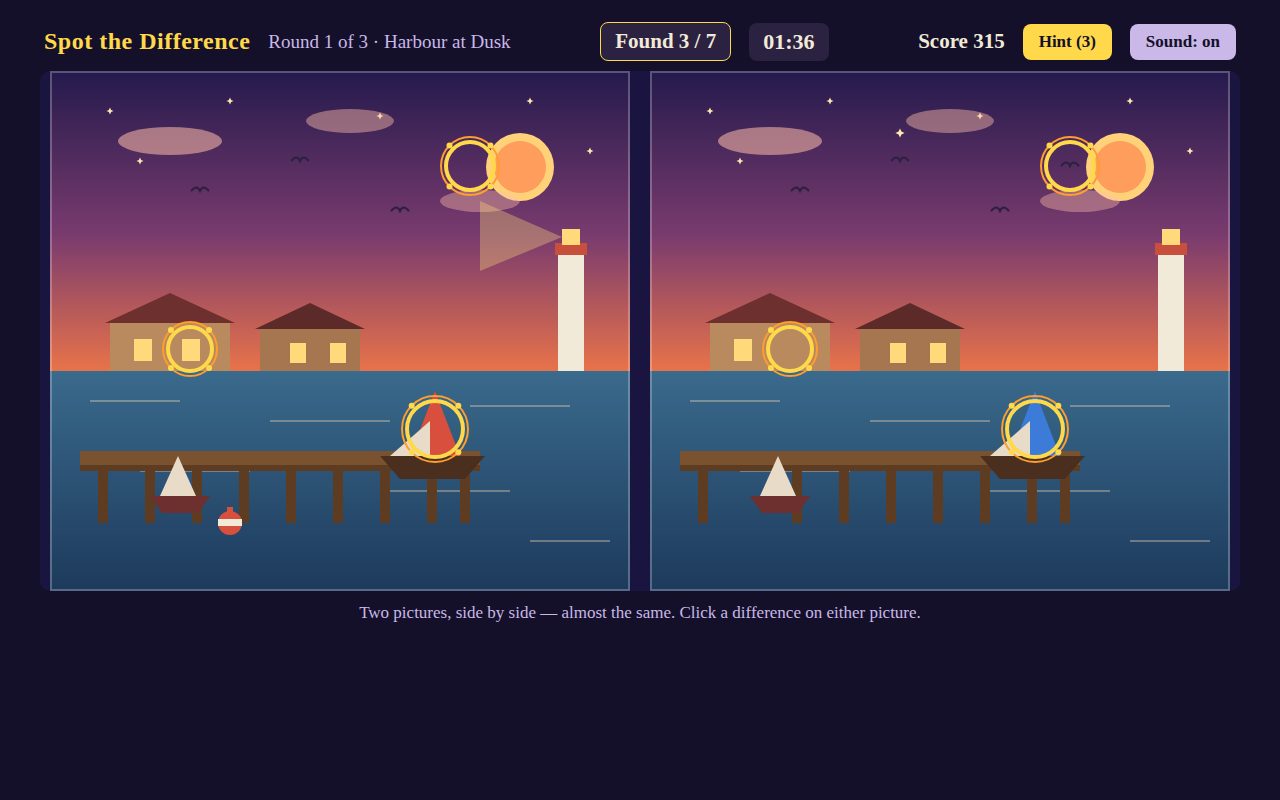 Spot the Difference
Round 1 of 3 · Harbour at Dusk
Found 3 / 7
01:36
Score 315
Hint (3)
Sound: on
Two pictures, side by side — almost the same. Click a difference on either picture.